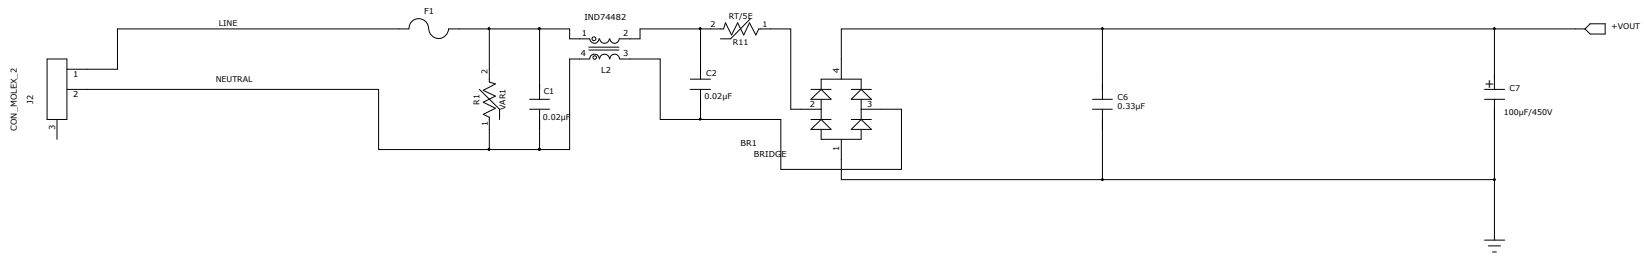 F1
LINE
IND74482
RT/5E
+VOUT
1
2
2
1
R11
4
3
L2
CON_MOLEX_2
J2
1
2
3
NEUTRAL
2
R1
VAR1
1
C1
0.02µF
C2
0.02µF
4
2
3
1
BR1
BRIDGE
C6
0.33µF
+
C7
100µF/450V